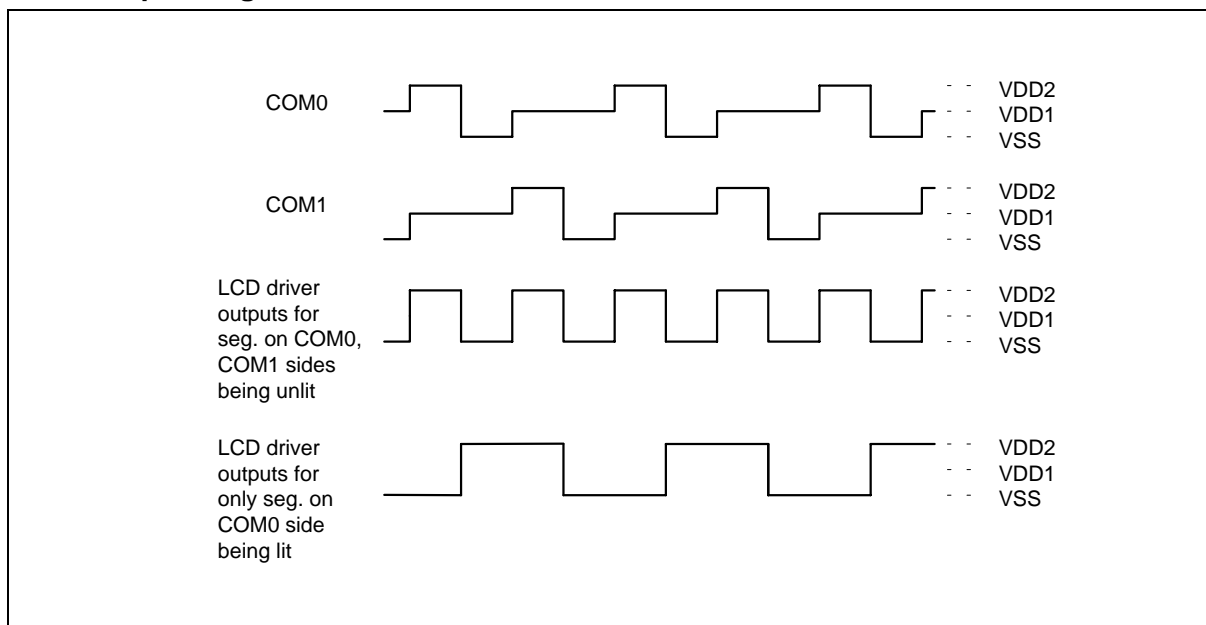 COM0
VDD2
VDD1
VSS
COM1
VDD2
VDD1
VSS
LCD driver
outputs for
seg. on COM0,
COM1 sides
being unlit
VDD2
VDD1
VSS
LCD driver
outputs for
only seg. on
COM0 side
being lit
VDD2
VDD1
VSS